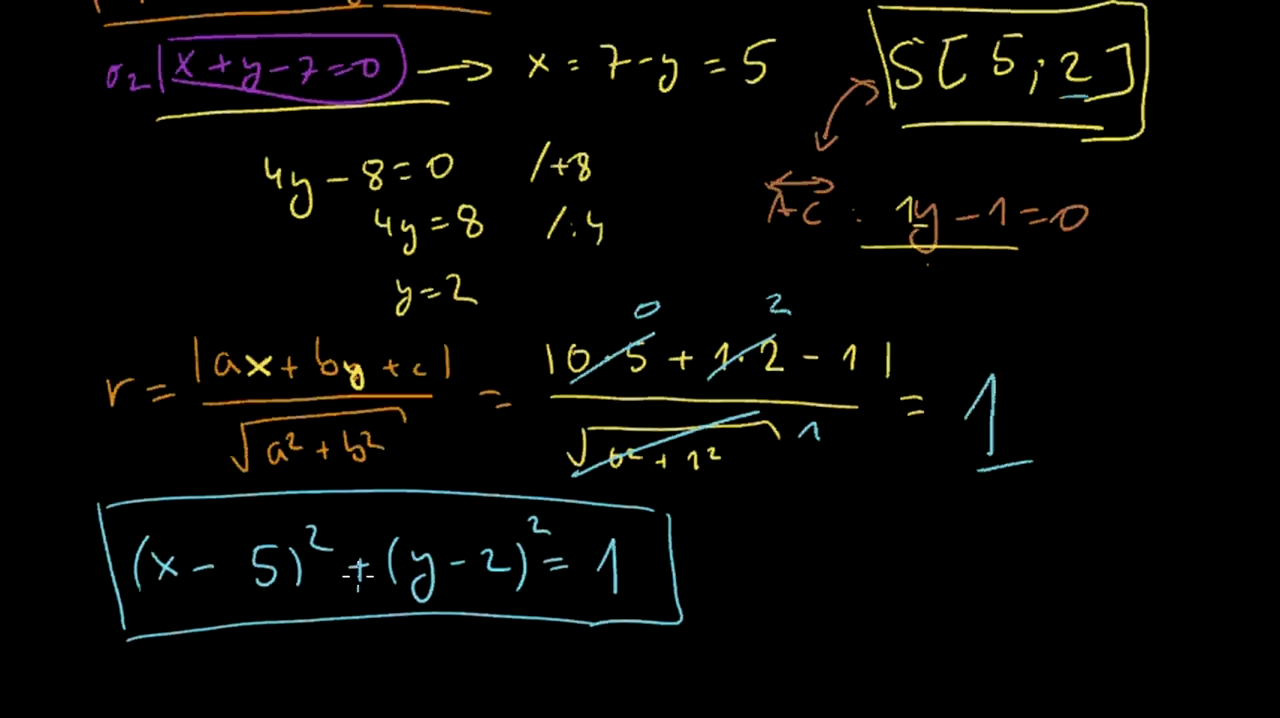 σ₂ | x + y - 7 = 0 → x = 7 - y = 5
S[5; 2]
4y - 8 = 0 /+8
4y = 8 /:4
y = 2
↔AC : 1y - 1 = 0
r = |ax + by + c| / √(a² + b²) = |0·5 + 1·2 - 1| / √(0² + 1²) = 1
0 2
1
(x - 5)² + (y - 2)² = 1